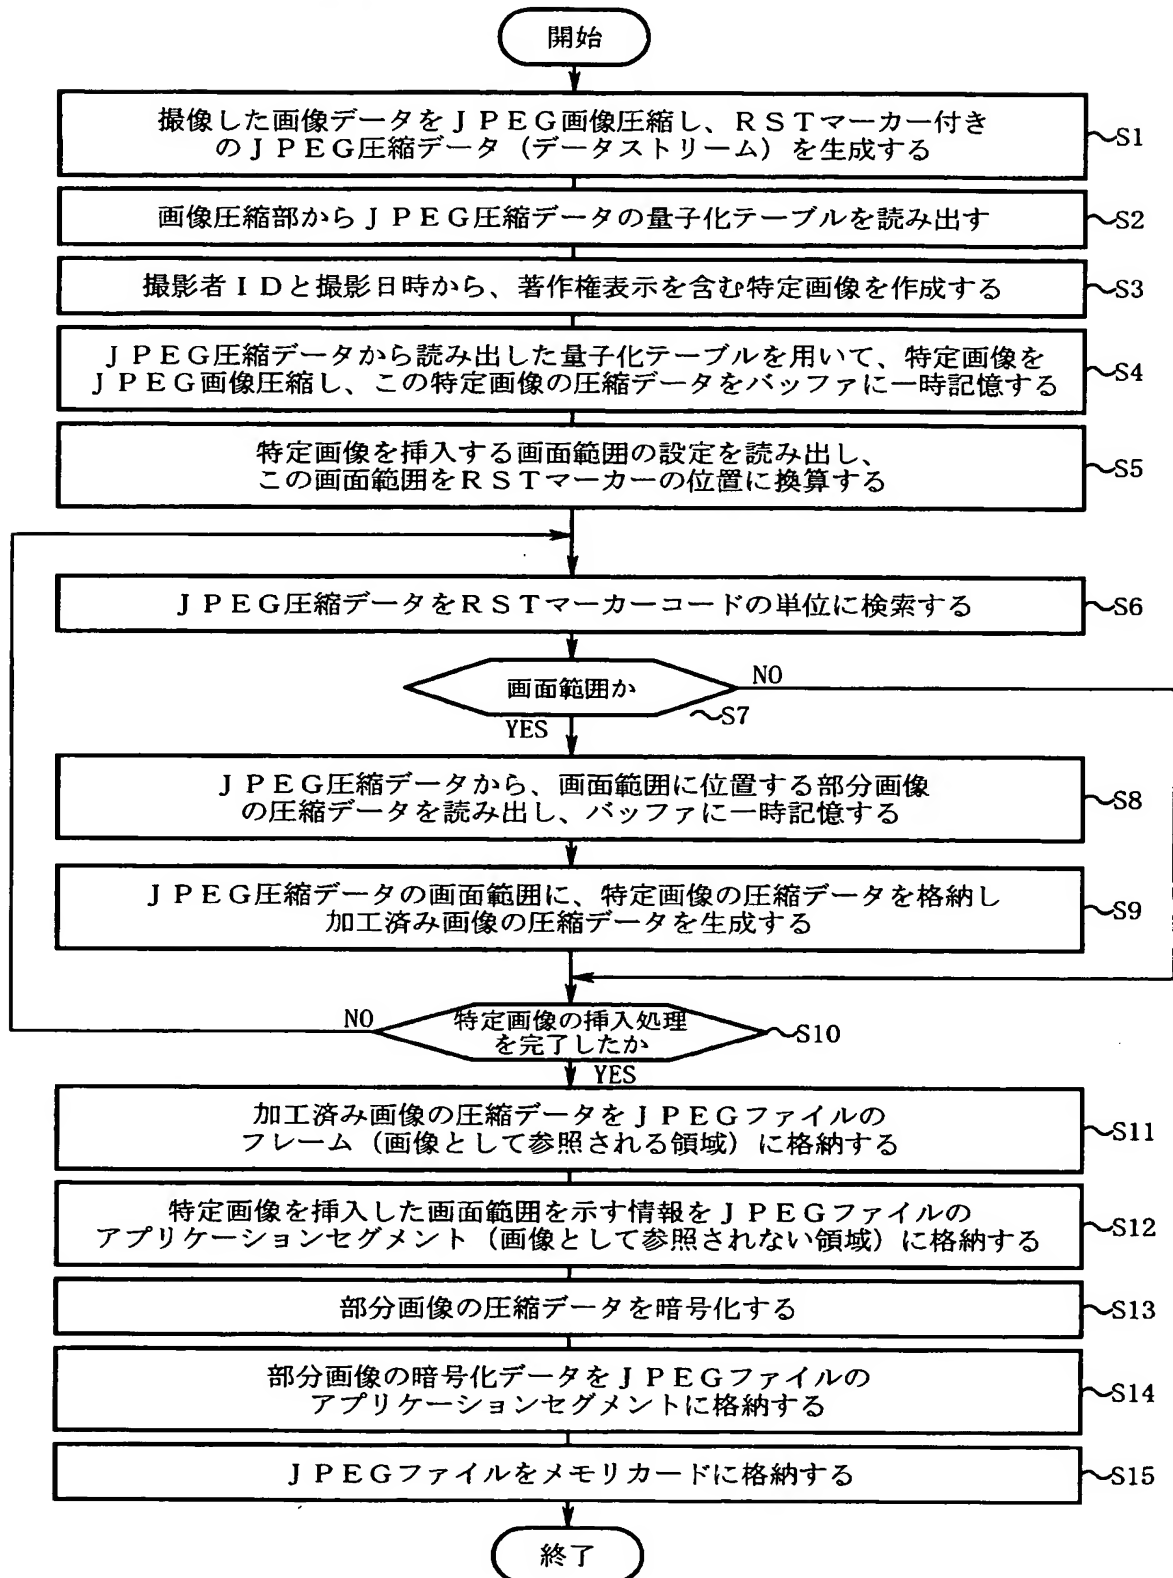 開始
撮像した画像データをJPEG画像圧縮し、RSTマーカー付き
のJPEG圧縮データ(データストリーム)を生成する
S1
画像圧縮部からJPEG圧縮データの量子化テーブルを読み出す
S2
撮影者IDと撮影日時から、著作権表示を含む特定画像を作成する
S3
JPEG圧縮データから読み出した量子化テーブルを用いて、特定画像を
JPEG画像圧縮し、この特定画像の圧縮データをバッファに一時記憶する
S4
特定画像を挿入する画面範囲の設定を読み出し、
この画面範囲をRSTマーカーの位置に換算する
S5
JPEG圧縮データをRSTマーカーコードの単位に検索する
S6
画面範囲か
NO
S7
YES
JPEG圧縮データから、画面範囲に位置する部分画像
の圧縮データを読み出し、バッファに一時記憶する
S8
JPEG圧縮データの画面範囲に、特定画像の圧縮データを格納し
加工済み画像の圧縮データを生成する
S9
NO
特定画像の挿入処理
を完了したか
S10
YES
加工済み画像の圧縮データをJPEGファイルの
フレーム(画像として参照される領域)に格納する
S11
特定画像を挿入した画面範囲を示す情報をJPEGファイルの
アプリケーションセグメント(画像として参照されない領域)に格納する
S12
部分画像の圧縮データを暗号化する
S13
部分画像の暗号化データをJPEGファイルの
アプリケーションセグメントに格納する
S14
JPEGファイルをメモリカードに格納する
S15
終了